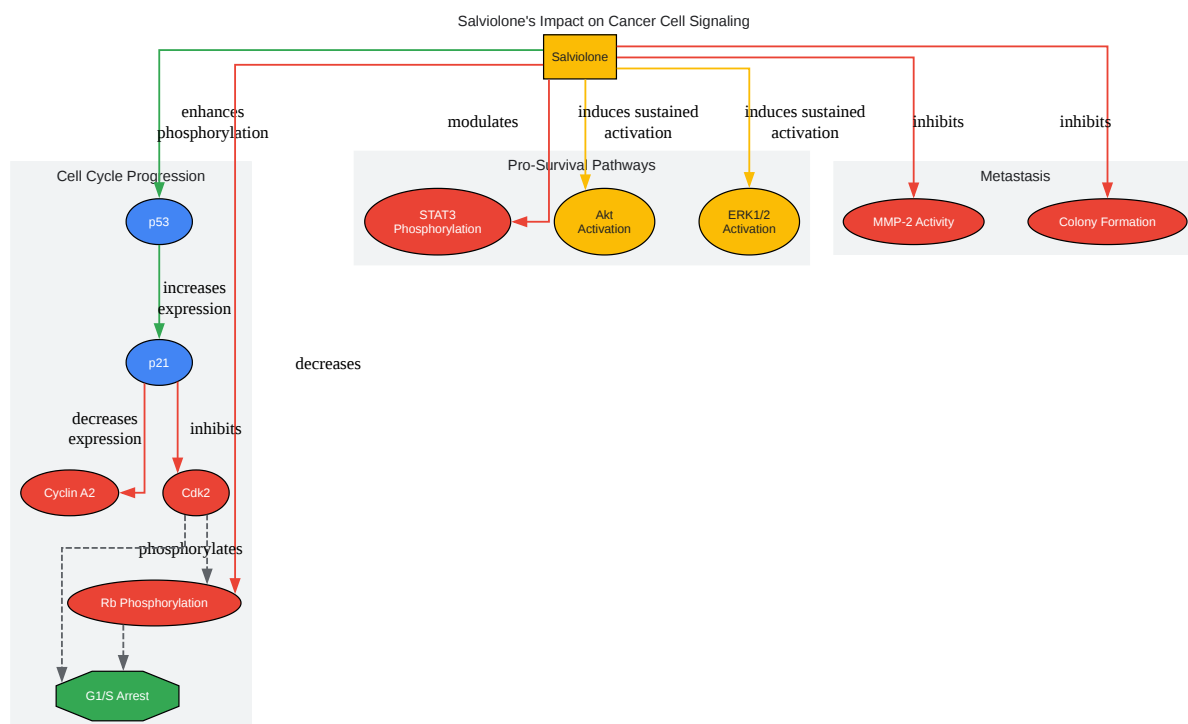 Salviolone's Impact on Cancer Cell Signaling
Salviolone
enhances
phosphorylation
modulates
induces sustained
activation
induces sustained
activation
inhibits
inhibits
Cell Cycle Progression
Pro-Survival Pathways
Metastasis
p53
STAT3
Phosphorylation
Akt
Activation
ERK1/2
Activation
MMP-2 Activity
Colony Formation
increases
expression
p21
decreases
decreases
expression
inhibits
Cyclin A2
Cdk2
phosphorylates
Rb Phosphorylation
G1/S Arrest